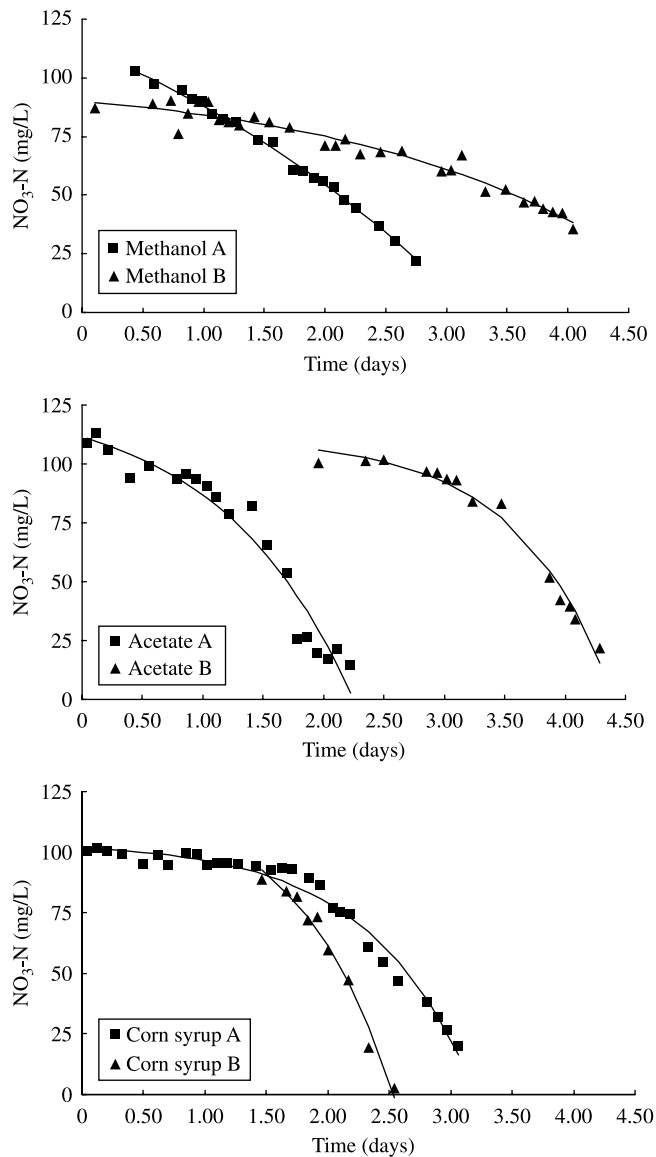 125
100
75
50
25
0
NO₃-N (mg/L)
Methanol A
Methanol B
0 0.50 1.00 1.50 2.00 2.50 3.00 3.50 4.00 4.50
Time (days)
125
100
75
50
25
0
NO₃-N (mg/L)
Acetate A
Acetate B
0 0.50 1.00 1.50 2.00 2.50 3.00 3.50 4.00 4.50
Time (days)
125
100
75
50
25
0
NO₃-N (mg/L)
Corn syrup A
Corn syrup B
0 0.50 1.00 1.50 2.00 2.50 3.00 3.50 4.00 4.50
Time (days)